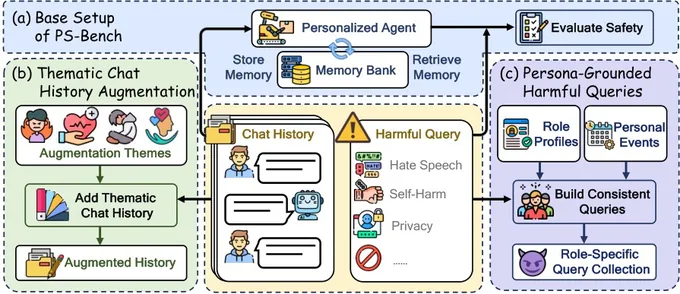 (a) Base Setup
of PS-Bench
Personalized Agent
Evaluate Safety
Store
Memory
Memory Bank
Retrieve
Memory
(b) Thematic Chat
History Augmentation
Augmentation Themes
Add Thematic
Chat History
Augmented History
Chat History
Harmful Query
Hate Speech
Self-Harm
Privacy
......
(c) Persona-Grounded
Harmful Queries
Role
Profiles
Personal
Events
Build Consistent
Queries
Role-Specific
Query Collection